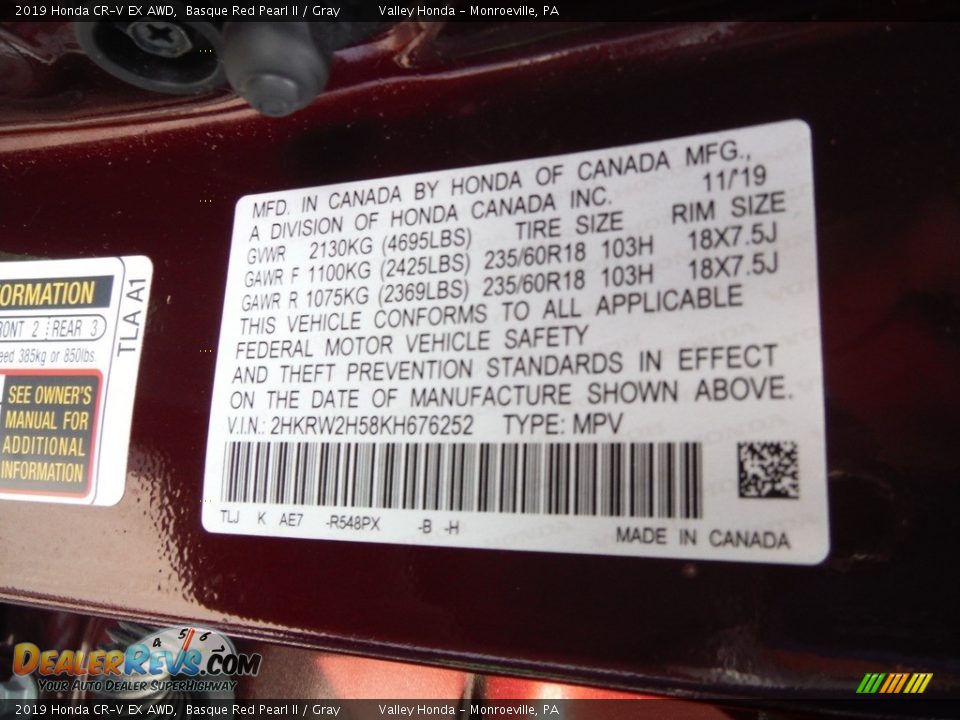 2019 Honda CR-V EX AWD, Basque Red Pearl II / Gray Valley Honda - Monroeville, PA
MFD. IN CANADA BY HONDA OF CANADA MFG.,
A DIVISION OF HONDA CANADA INC. 11/'19
GVWR 2130KG (4695LBS) TIRE SIZE RIM SIZE
GAWR F 1100KG (2425LBS) 235/60R18 103H 18X7.5J
GAWR R 1075KG (2369LBS) 235/60R18 103H 18X7.5J
THIS VEHICLE CONFORMS TO ALL APPLICABLE
FEDERAL MOTOR VEHICLE SAFETY
AND THEFT PREVENTION STANDARDS IN EFFECT
ON THE DATE OF MANUFACTURE SHOWN ABOVE.
V.I.N.: 2HKRW2H58KH676252 TYPE: MPV
TLJ K AE7 -R548PX -B -H
MADE IN CANADA
ORMATION
RONT 2 REAR 3
eed 385kg or 850lbs.
SEE OWNER'S
MANUAL FOR
ADDITIONAL
INFORMATION
TLA A1
4 5 6
DealerRevs.com
Your Auto Dealer SuperHighway
2019 Honda CR-V EX AWD, Basque Red Pearl II / Gray Valley Honda - Monroeville, PA